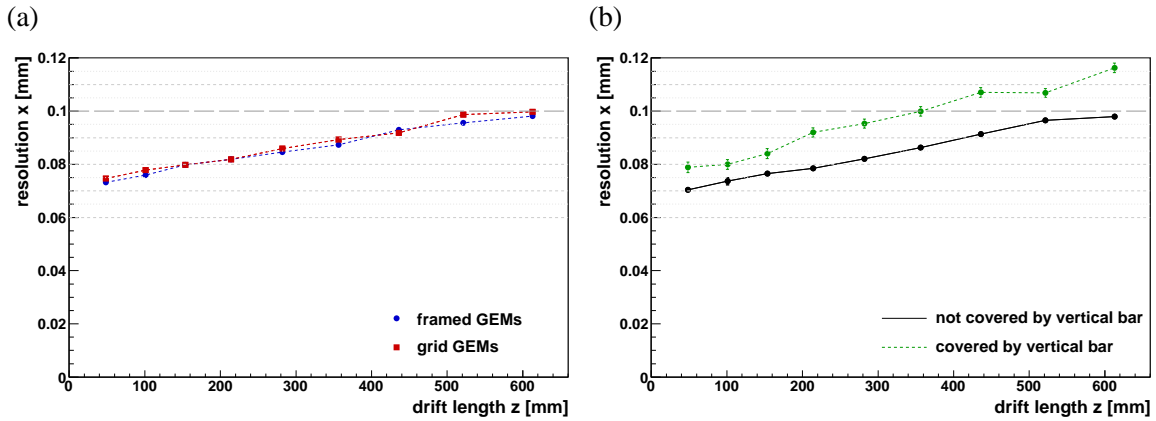 (a)
(b)
resolution x [mm]
0.12
0.1
0.08
0.06
0.04
0.02
0
framed GEMs
grid GEMs
0 100 200 300 400 500 600
drift length z [mm]
resolution x [mm]
0.12
0.1
0.08
0.06
0.04
0.02
0
not covered by vertical bar
covered by vertical bar
0 100 200 300 400 500 600
drift length z [mm]